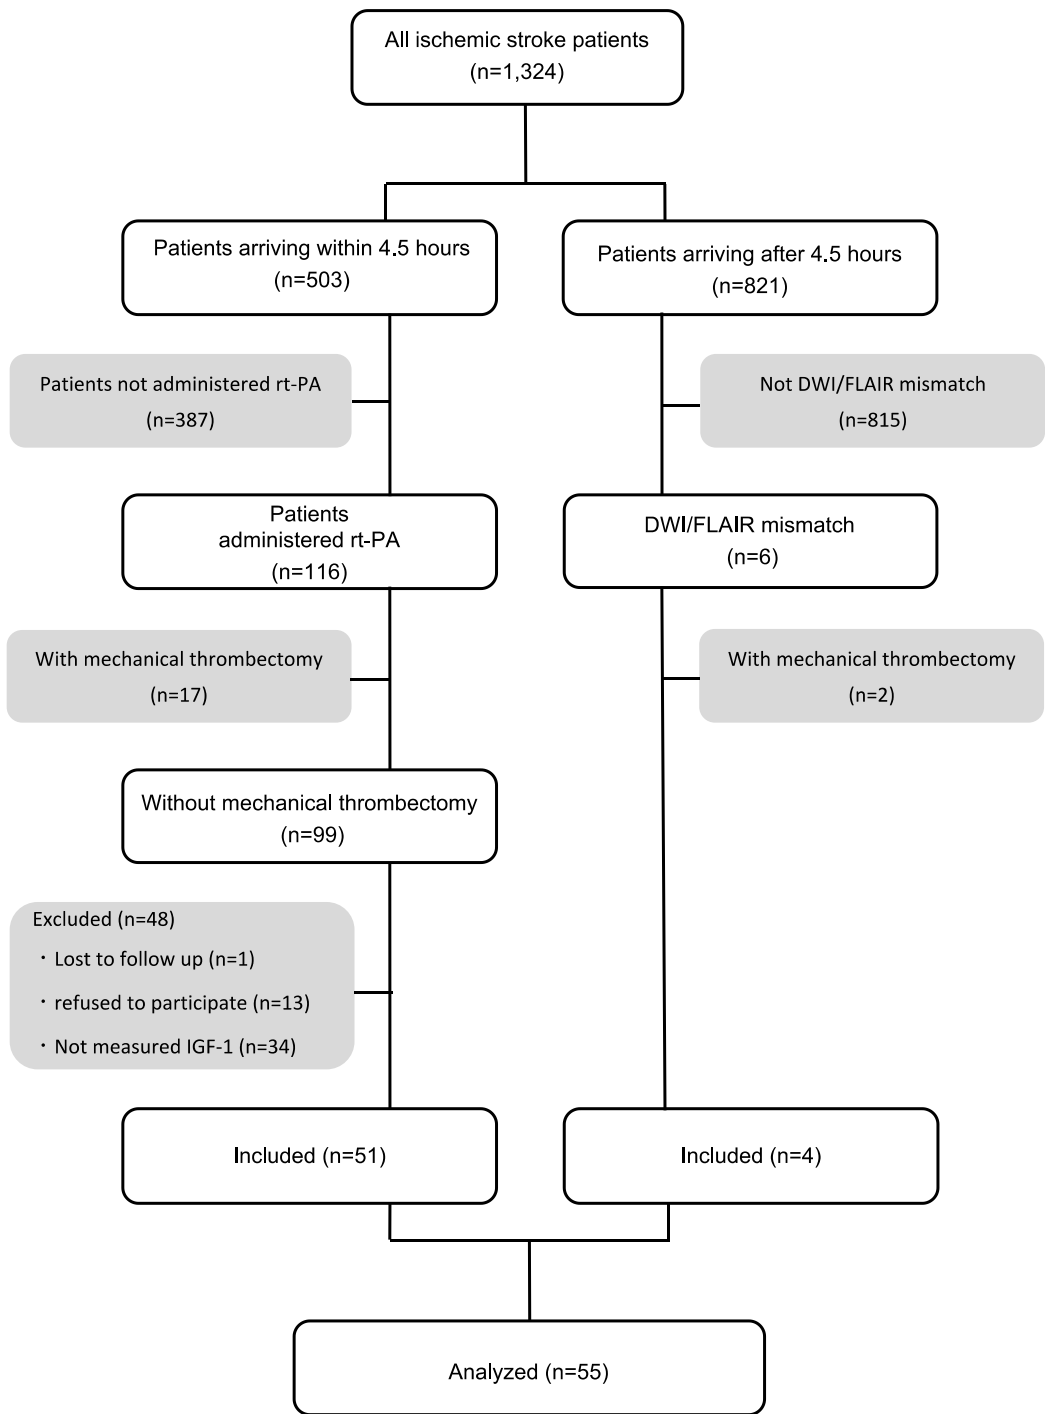 All ischemic stroke patients
(n=1,324)
Patients arriving within 4.5 hours
(n=503)
Patients arriving after 4.5 hours
(n=821)
Patients not administered rt-PA
(n=387)
Not DWI/FLAIR mismatch
(n=815)
Patients
administered rt-PA
(n=116)
DWI/FLAIR mismatch
(n=6)
With mechanical thrombectomy
(n=17)
With mechanical thrombectomy
(n=2)
Without mechanical thrombectomy
(n=99)
Excluded (n=48)
・Lost to follow up (n=1)
・refused to participate (n=13)
・Not measured IGF-1 (n=34)
Included (n=51)
Included (n=4)
Analyzed (n=55)